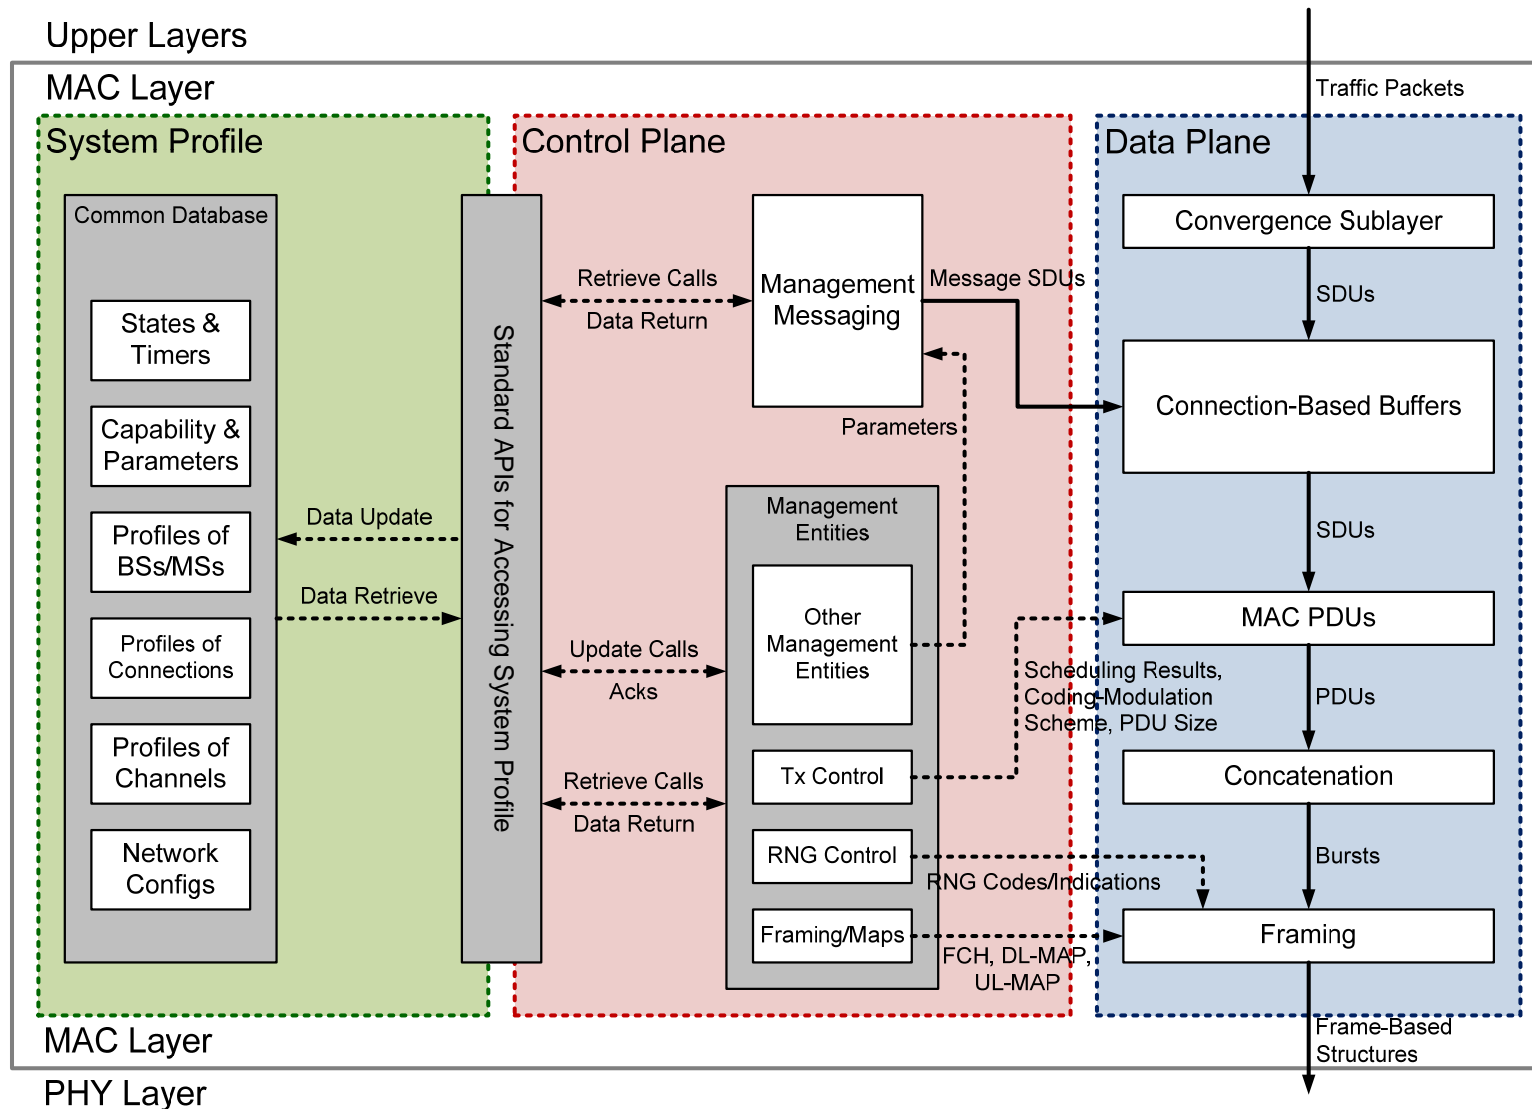 Upper Layers
MAC Layer
Traffic Packets
System Profile
Control Plane
Data Plane
Common Database
States &
Timers
Capability &
Parameters
Profiles of
BSs/MSs
Profiles of
Connections
Profiles of
Channels
Network
Configs
Data Update
Data Retrieve
Standard APIs for Accessing System Profile
Retrieve Calls
Data Return
Update Calls
Acks
Retrieve Calls
Data Return
Management
Messaging
Message SDUs
Parameters
Management
Entities
Other
Management
Entities
Tx Control
RNG Control
Framing/Maps
Scheduling Results,
Coding-Modulation
Scheme, PDU Size
RNG Codes/Indications
FCH, DL-MAP,
UL-MAP
Convergence Sublayer
SDUs
Connection-Based Buffers
SDUs
MAC PDUs
PDUs
Concatenation
Bursts
Framing
Frame-Based
Structures
MAC Layer
PHY Layer